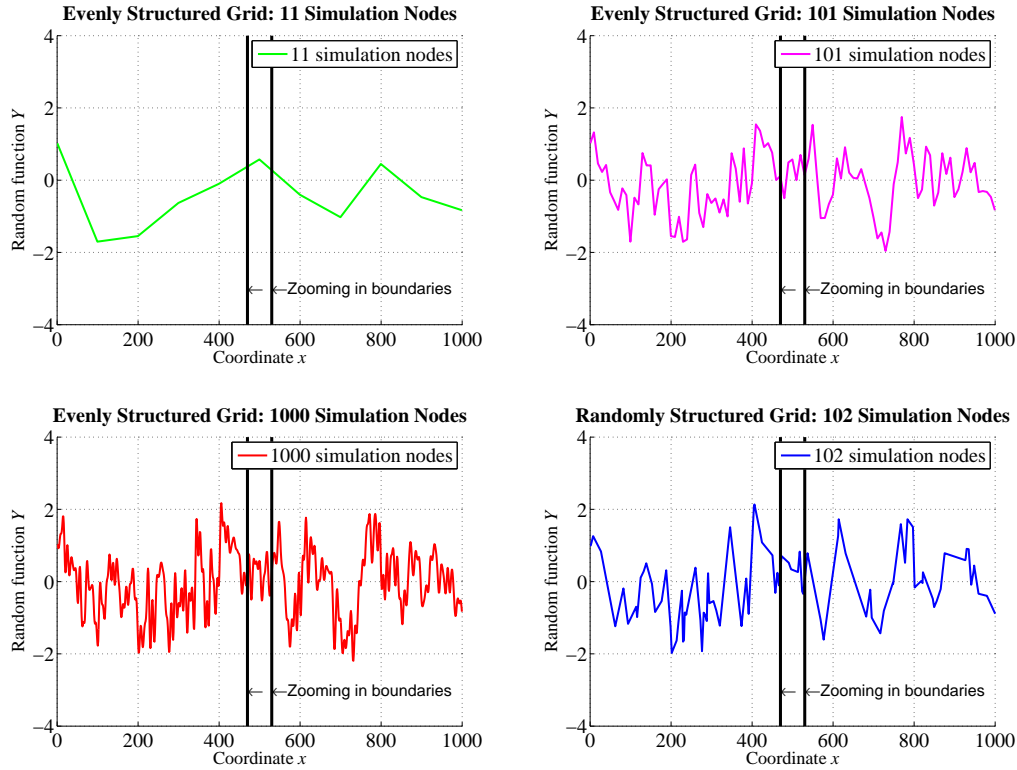 Evenly Structured Grid: 11 Simulation Nodes
4
2
0
−2
−4
Random function Y
11 simulation nodes
←
←Zooming in boundaries
0
200
400
600
800
1000
Coordinate x
Evenly Structured Grid: 101 Simulation Nodes
4
2
0
−2
−4
Random function Y
101 simulation nodes
←
←Zooming in boundaries
0
200
400
600
800
1000
Coordinate x
Evenly Structured Grid: 1000 Simulation Nodes
4
2
0
−2
−4
Random function Y
1000 simulation nodes
←
←Zooming in boundaries
0
200
400
600
800
1000
Coordinate x
Randomly Structured Grid: 102 Simulation Nodes
4
2
0
−2
−4
Random function Y
102 simulation nodes
←
←Zooming in boundaries
0
200
400
600
800
1000
Coordinate x